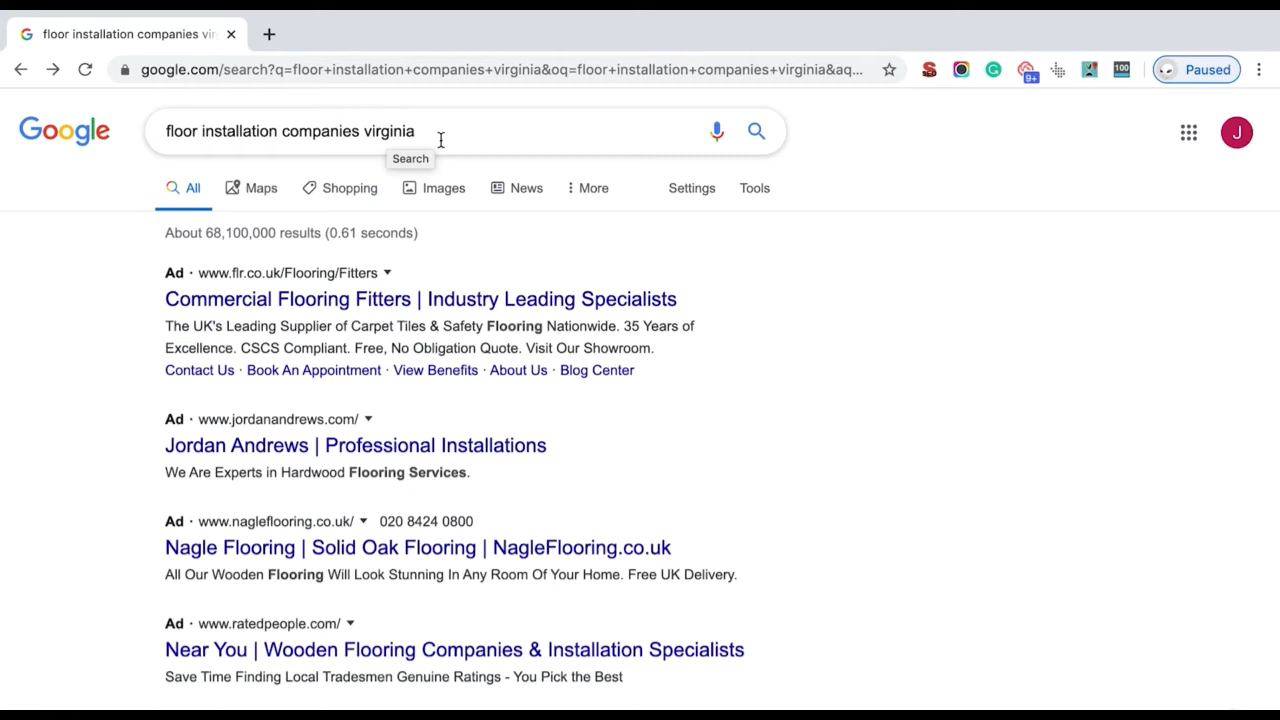 floor installation companies vir
google.com/search?q=floor+installation+companies+virginia&oq=floor+installation+companies+virginia&aq...
9+
100
Paused
Google
floor installation companies virginia
J
Search
All Maps Shopping Images News More Settings Tools
About 68,100,000 results (0.61 seconds)
Ad · www.flr.co.uk/Flooring/Fitters
Commercial Flooring Fitters | Industry Leading Specialists
The UK's Leading Supplier of Carpet Tiles & Safety Flooring Nationwide. 35 Years of
Excellence. CSCS Compliant. Free, No Obligation Quote. Visit Our Showroom.
Contact Us · Book An Appointment · View Benefits · About Us · Blog Center
Ad · www.jordanandrews.com/
Jordan Andrews | Professional Installations
We Are Experts in Hardwood Flooring Services.
Ad · www.nagleflooring.co.uk/ 020 8424 0800
Nagle Flooring | Solid Oak Flooring | NagleFlooring.co.uk
All Our Wooden Flooring Will Look Stunning In Any Room Of Your Home. Free UK Delivery.
Ad · www.ratedpeople.com/
Near You | Wooden Flooring Companies & Installation Specialists
Save Time Finding Local Tradesmen Genuine Ratings - You Pick the Best